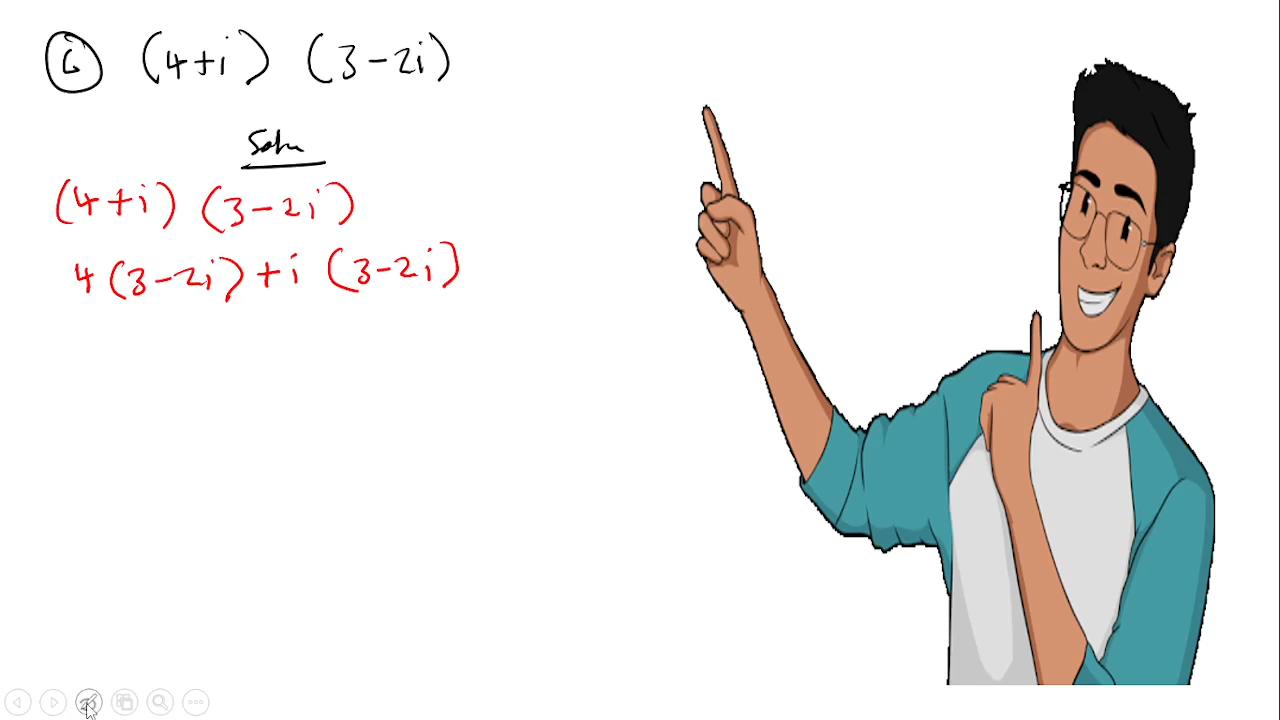 6 (4+i) (3-2i)
Soln
(4+i) (3-2i)
4(3-2i)+i (3-2i)